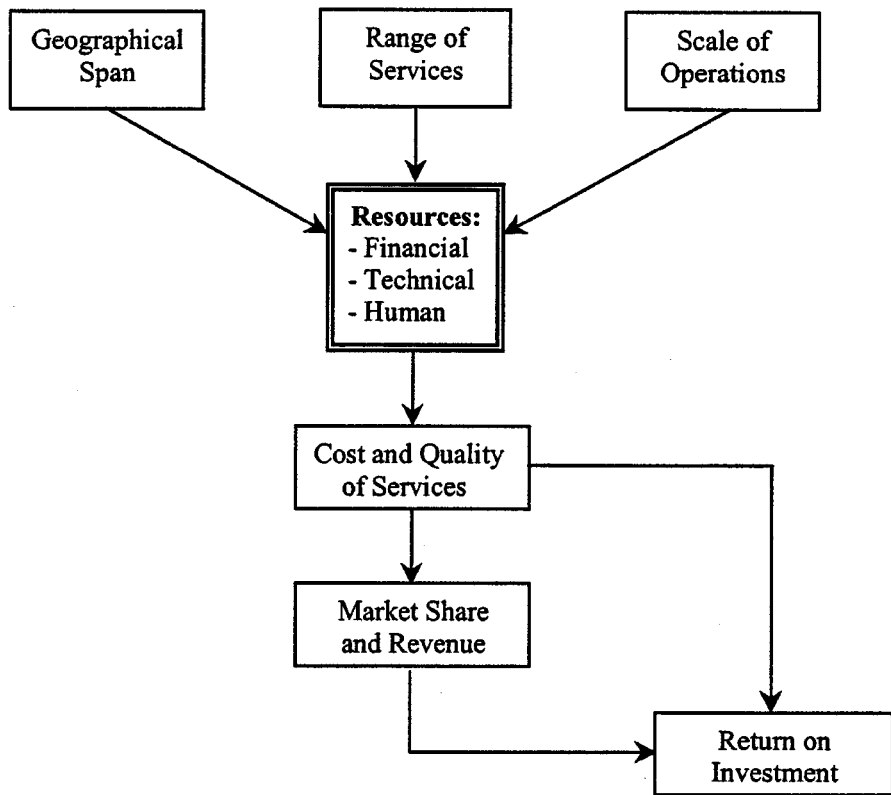 Geographical
Span
Range of
Services
Scale of
Operations
Resources:
- Financial
- Technical
- Human
Cost and Quality
of Services
Market Share
and Revenue
Return on
Investment